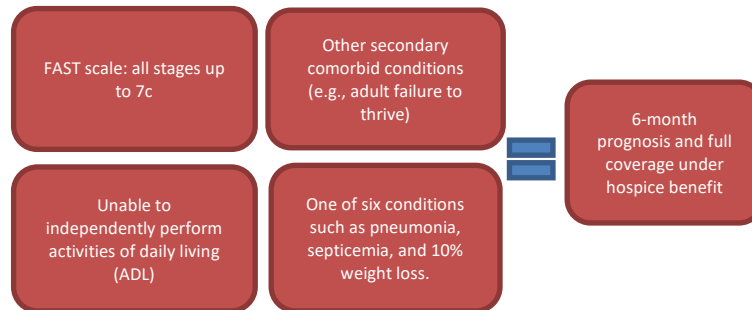 FAST scale: all stages up
to 7c
Other secondary
comorbid conditions
(e.g., adult failure to
thrive)
Unable to
independently perform
activities of daily living
(ADL)
One of six conditions
such as pneumonia,
septicemia, and 10%
weight loss.
6-month
prognosis and full
coverage under
hospice benefit